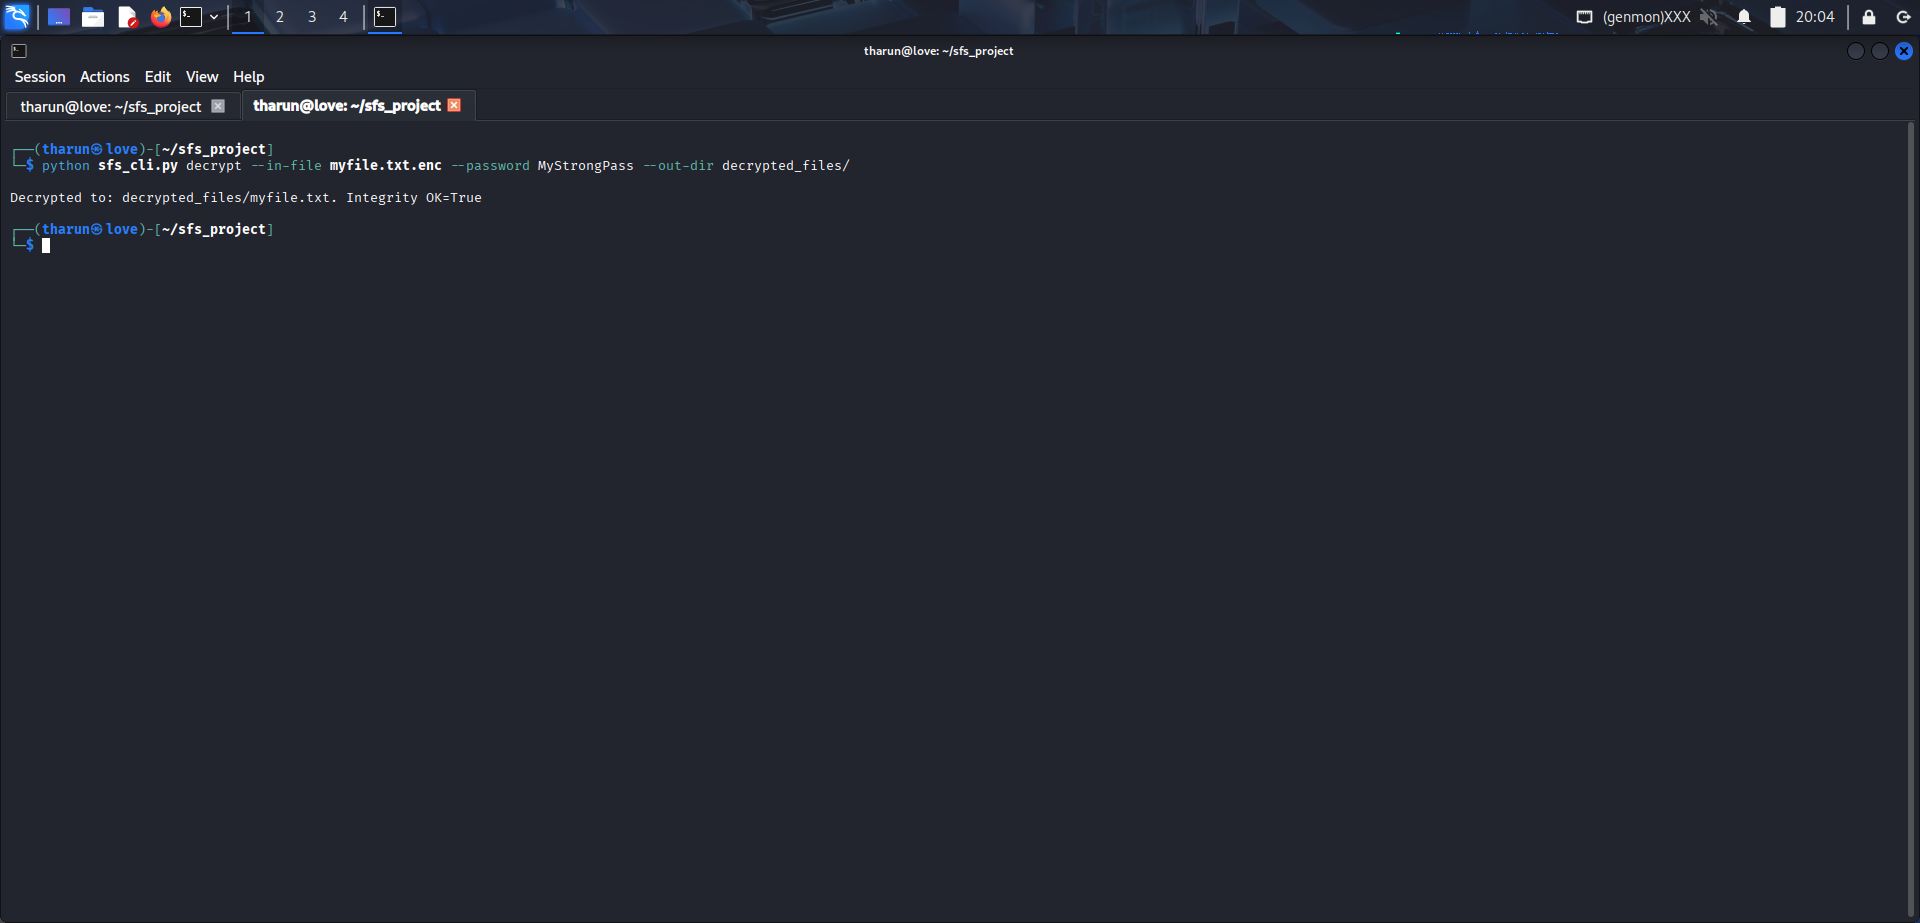 1 2 3 4 (genmon)XXX 20:04
tharun@love: ~/sfs_project
Session Actions Edit View Help
tharun@love: ~/sfs_project tharun@love: ~/sfs_project
┌──(tharun㉿love)-[~/sfs_project]
└─$ python sfs_cli.py decrypt --in-file myfile.txt.enc --password MyStrongPass --out-dir decrypted_files/
Decrypted to: decrypted_files/myfile.txt. Integrity OK=True
┌──(tharun㉿love)-[~/sfs_project]
└─$